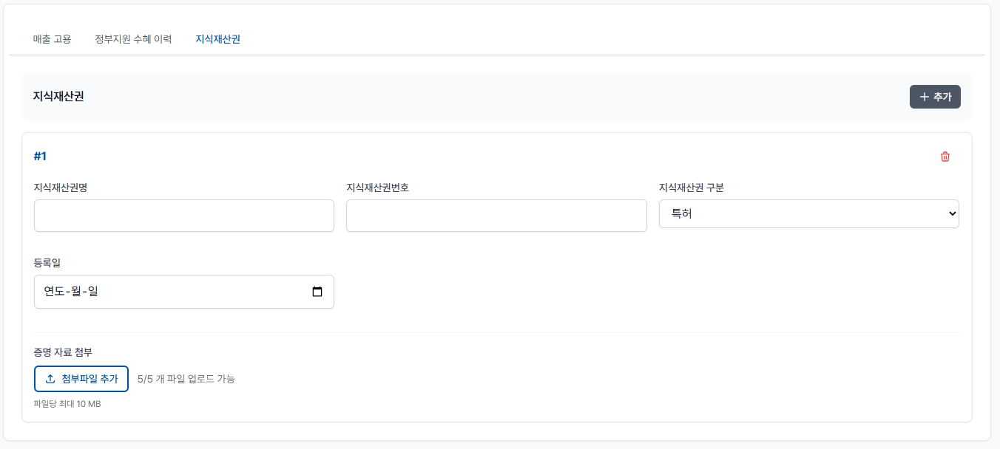 매출 고용 정부지원 수혜 이력 지식재산권
지식재산권 추가
#1
지식재산권명 지식재산권번호 지식재산권 구분
특허
등록일
연도-월-일
증명 자료 첨부
첨부파일 추가 5/5 개 파일 업로드 가능
파일당 최대 10 MB